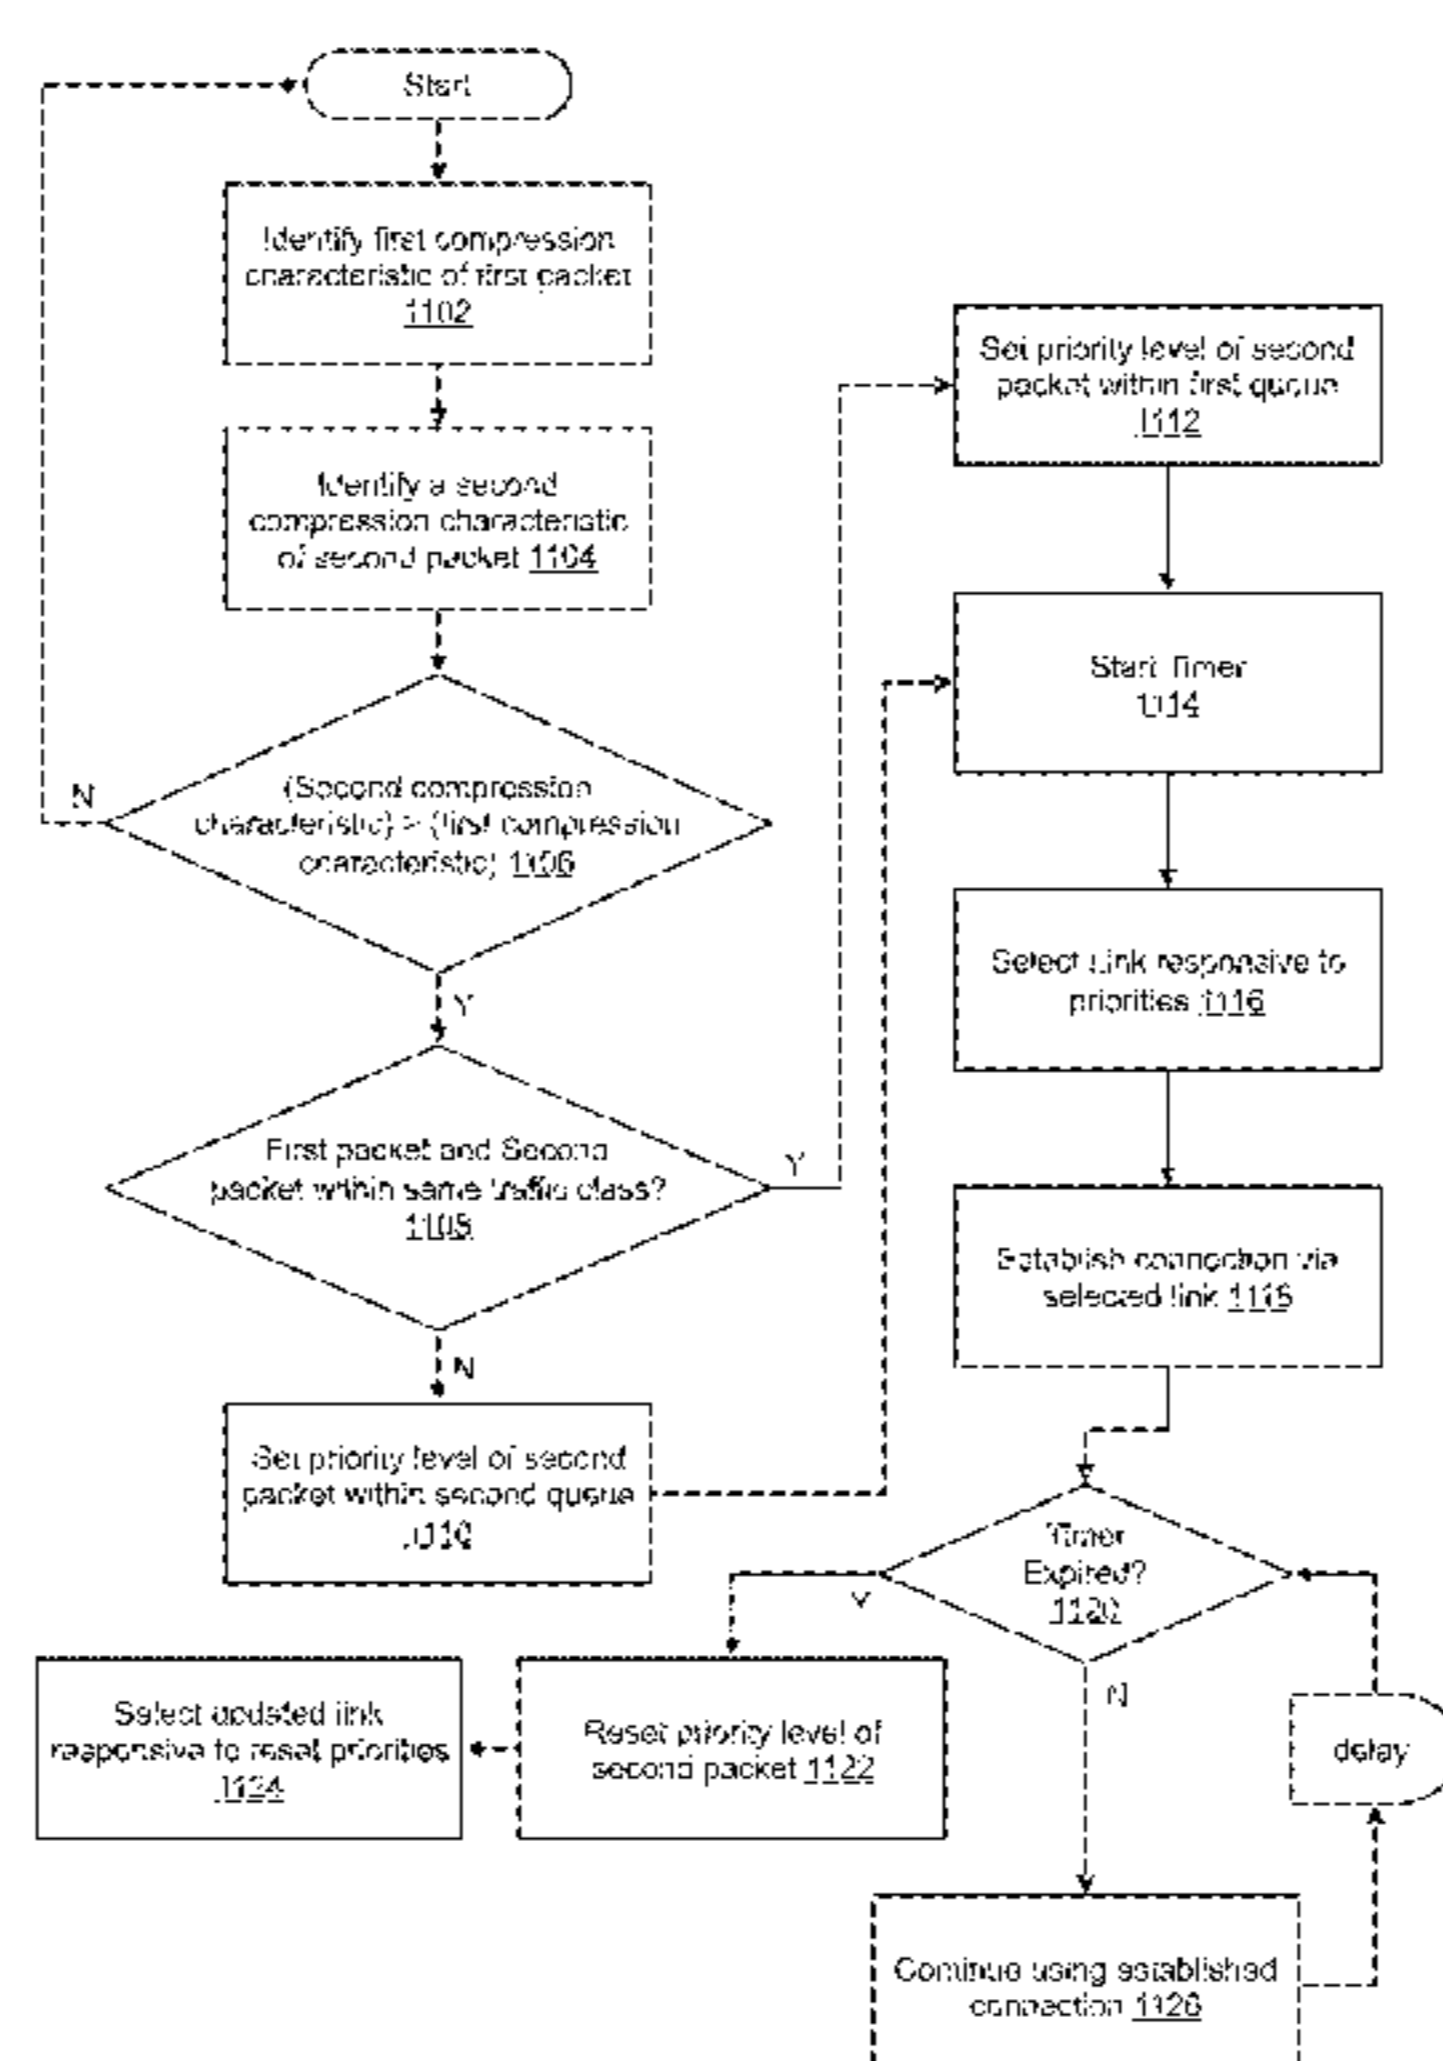 Start
Identify first compression
characteristic of first packet
1102
Identify a second
compression characteristic
of second packet 1104
N
(Second compression
characteristic) > (first compression
characteristic) 1106
Y
First packet and Second
packet within same traffic class?
1108
Y
N
Set priority level of second
packet within second queue
1110
Set priority level of second
packet within first queue
1112
Start Timer
1114
Select Link responsive to
priorities 1116
Establish connection via
selected link 1118
Timer
Expired?
1120
Y
N
Reset priority level of
second packet 1122
Select updated link
responsive to reset priorities
1124
delay
Continue using established
connection 1126